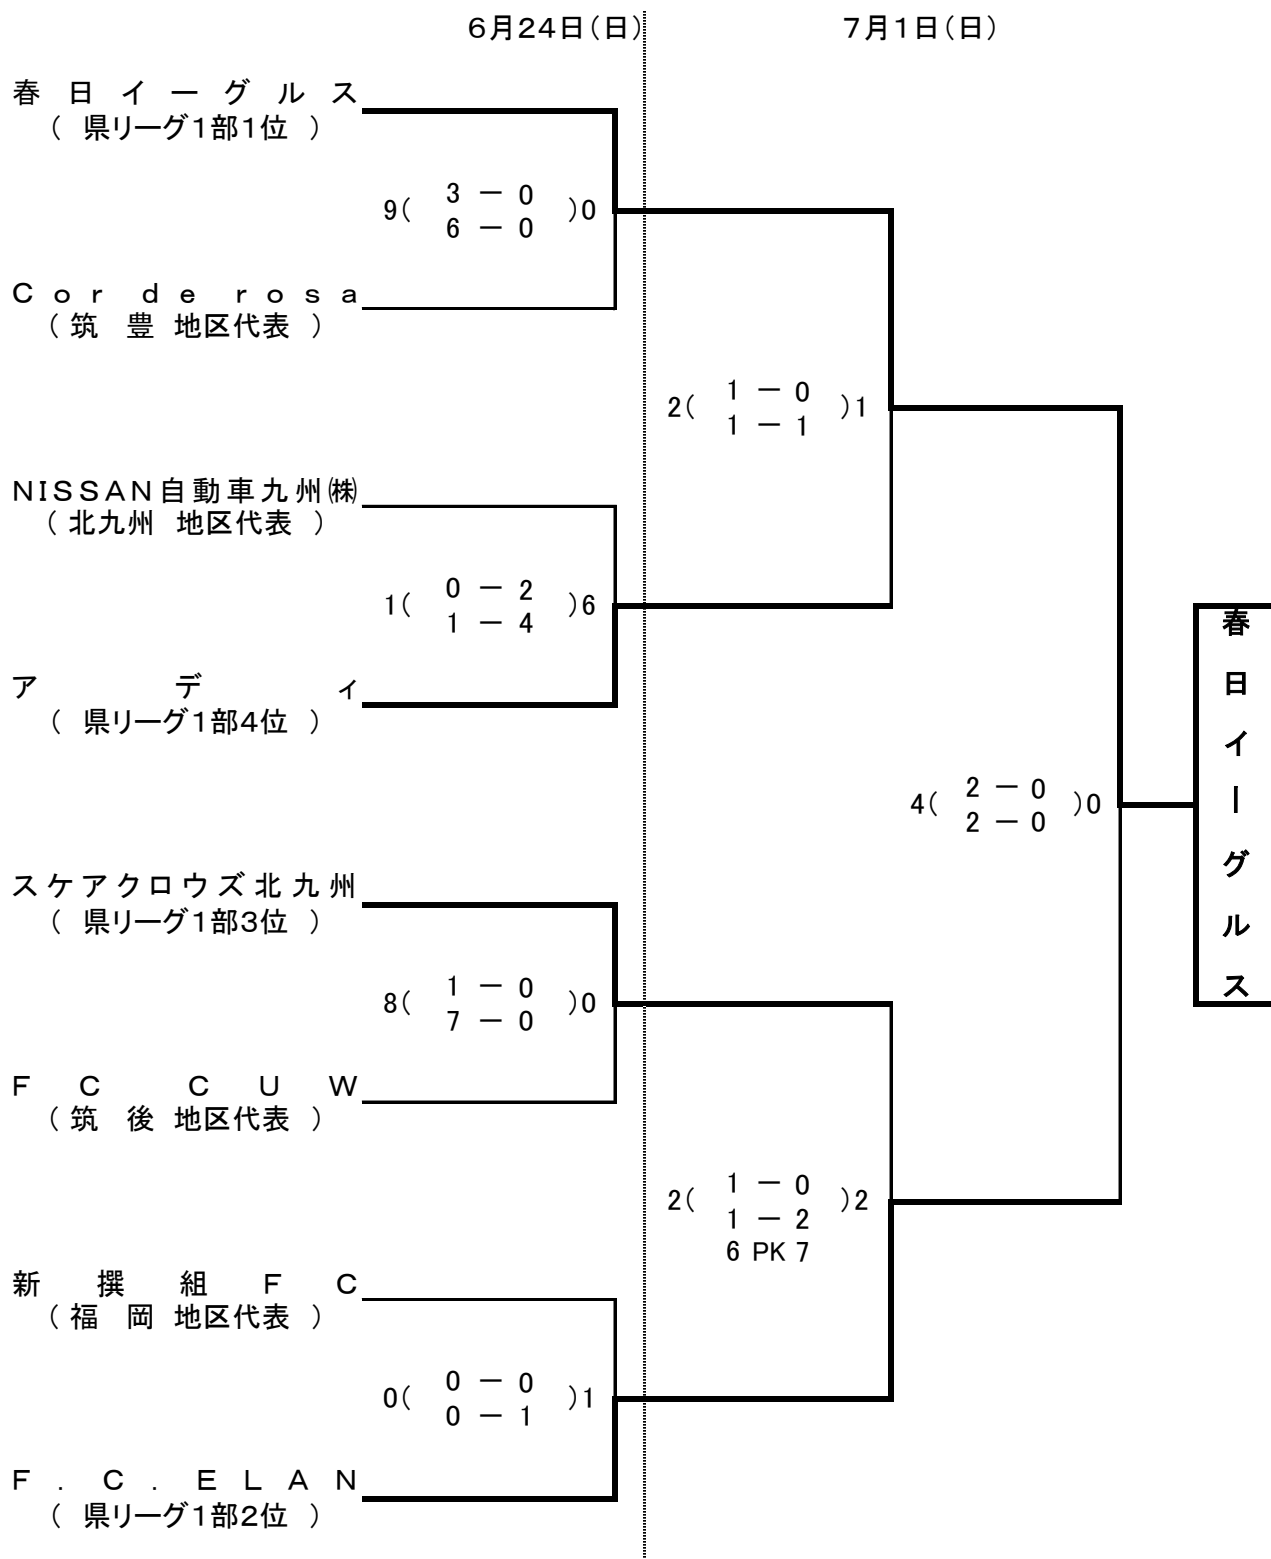 6月24日(日) 7月1日(日)
春日イーグルス
( 県リーグ1部1位 )
3 － 0
9( )0
6 － 0
Cor de rosa
( 筑豊 地区代表 )
1 － 0
2( )1
1 － 1
NISSAN自動車九州㈱
( 北九州 地区代表 )
0 － 2
1( )6
1 － 4
春日イーグルス
アディ
( 県リーグ1部4位 )
2 － 0
4( )0
2 － 0
スケアクロウズ北九州
( 県リーグ1部3位 )
1 － 0
8( )0
7 － 0
FC CUW
( 筑後 地区代表 )
1 － 0
2( )2
1 － 2
6 PK 7
新撰組FC
( 福岡 地区代表 )
0 － 0
0( )1
0 － 1
F.C.ELAN
( 県リーグ1部2位 )